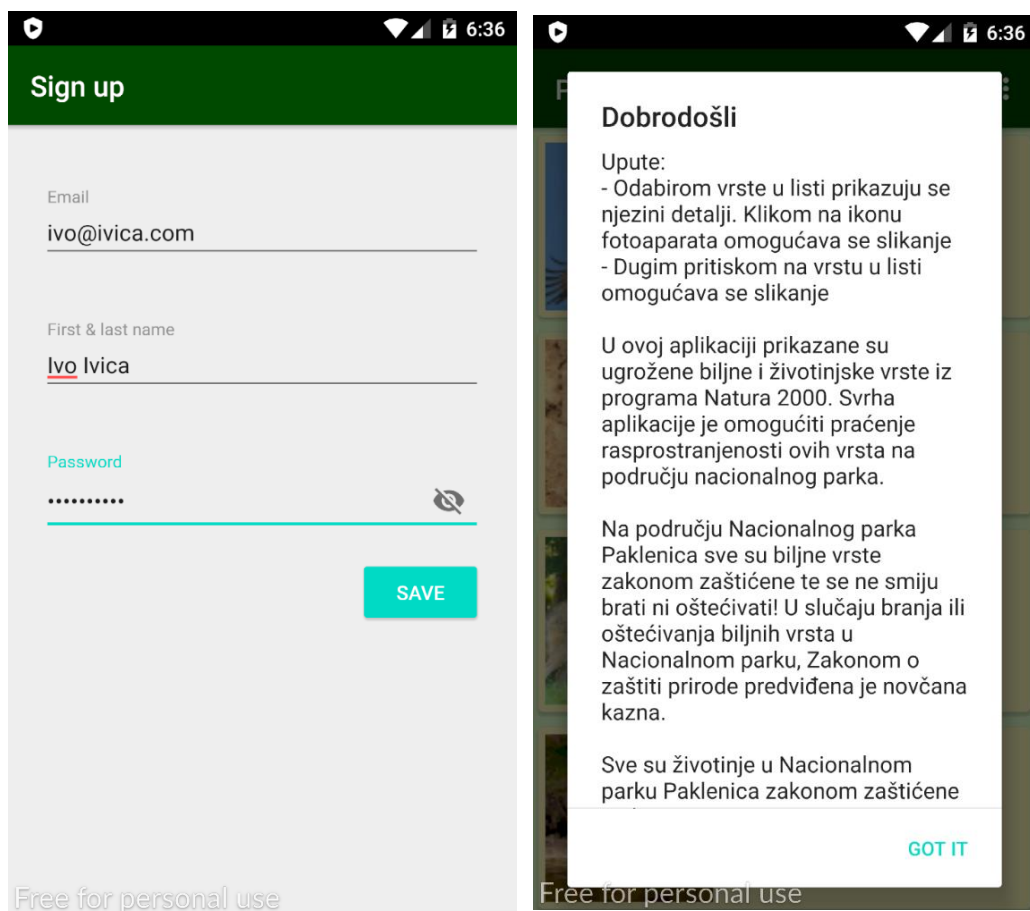 6:36
Sign up
Email
ivo@ivica.com
First & last name
Ivo Ivica
Password
••••••••••
SAVE
Free for personal use
6:36
P
Dobrodošli
Upute:
- Odabirom vrste u listi prikazuju se
njezini detalji. Klikom na ikonu
fotoaparata omogućava se slikanje
- Dugim pritiskom na vrstu u listi
omogućava se slikanje
U ovoj aplikaciji prikazane su
ugrožene biljne i životinjske vrste iz
programa Natura 2000. Svrha
aplikacije je omogućiti praćenje
rasprostranjenosti ovih vrsta na
području nacionalnog parka.
Na području Nacionalnog parka
Paklenica sve su biljne vrste
zakonom zaštićene te se ne smiju
brati ni oštećivati! U slučaju branja ili
oštećivanja biljnih vrsta u
Nacionalnom parku, Zakonom o
zaštiti prirode predviđena je novčana
kazna.
Sve su životinje u Nacionalnom
parku Paklenica zakonom zaštićene
GOT IT
Free for personal use